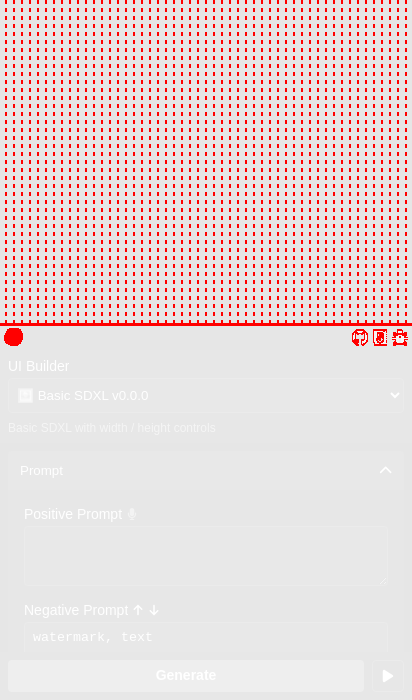 UI Builder
Basic SDXL v0.0.0
Basic SDXL with width / height controls
Prompt
Positive Prompt
Negative Prompt ↑ ↓
watermark, text
Generate